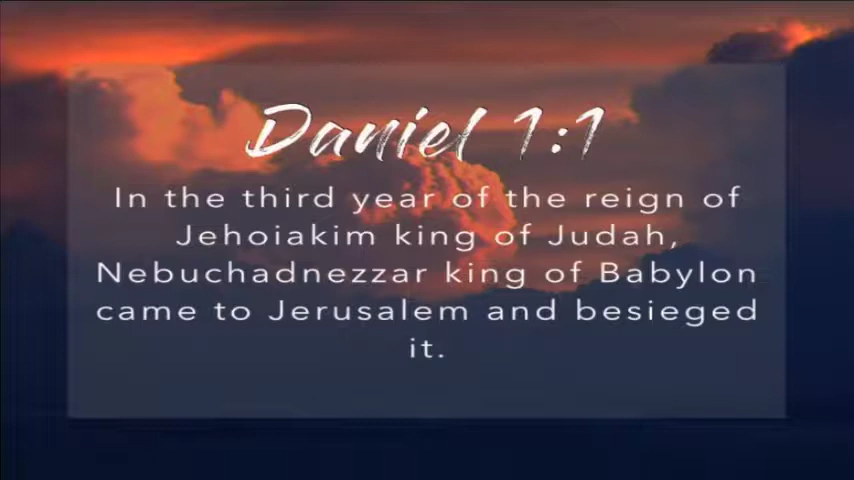 Daniel 1:1
In the third year of the reign of
Jehoiakim king of Judah,
Nebuchadnezzar king of Babylon
came to Jerusalem and besieged
it.